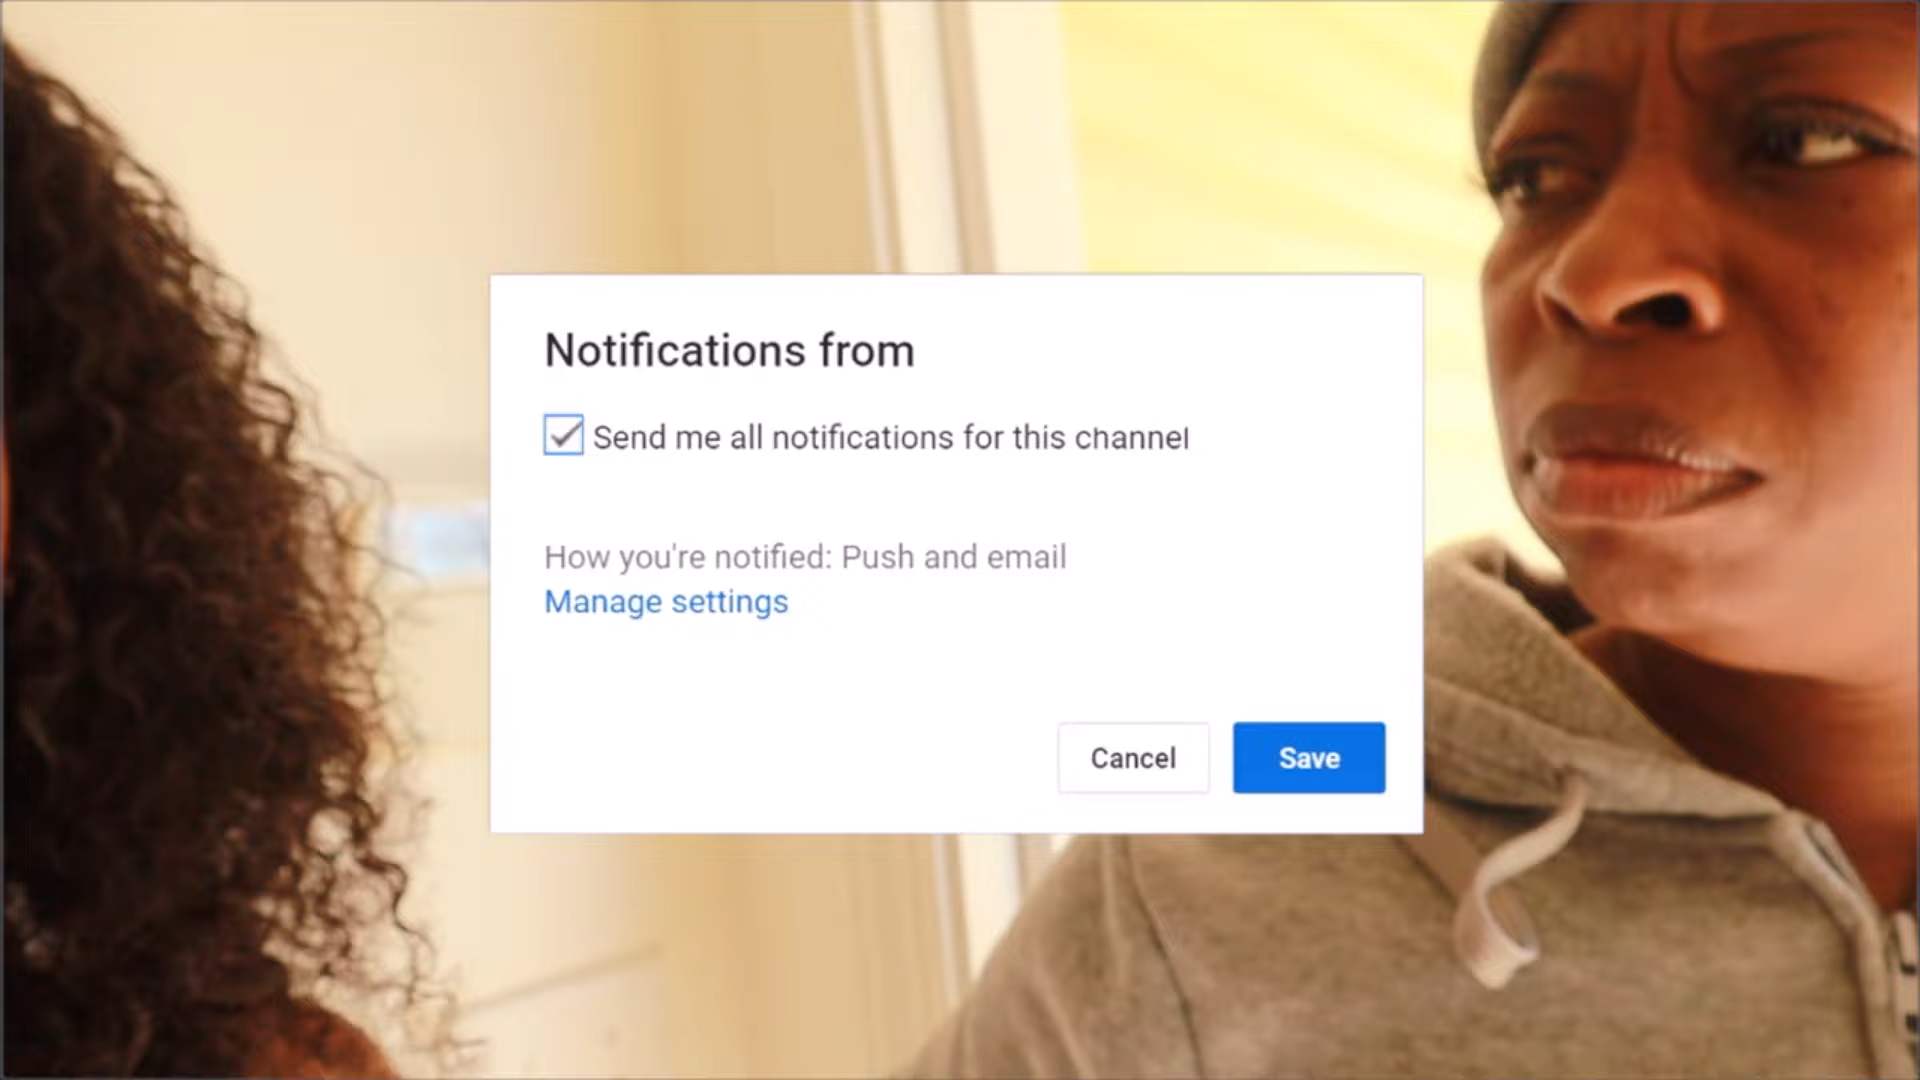 Notifications from
Send me all notifications for this channel
How you're notified: Push and email
Manage settings
Cancel
Save